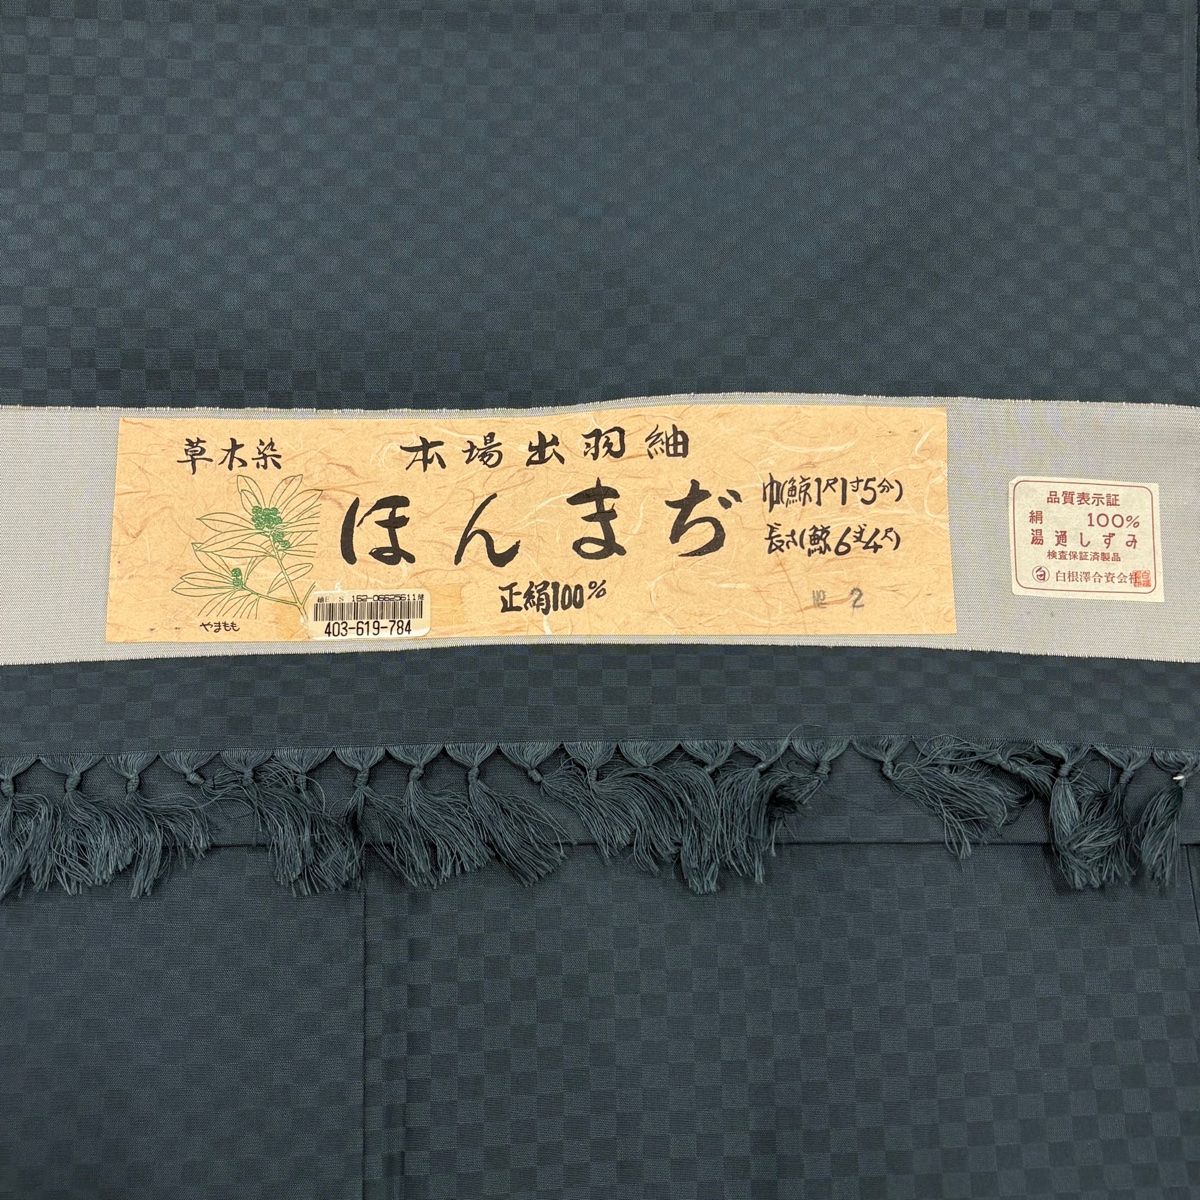 草木染
本場出羽紬
ほんまぢ
正絹100%
巾(鯨1尺1寸5分)
長さ(鯨6丈4尺)
やまもも
403-619-784
№ 2
品質表示証
絹 100%
湯通しずみ
検査保証済製品
白根澤合資会社